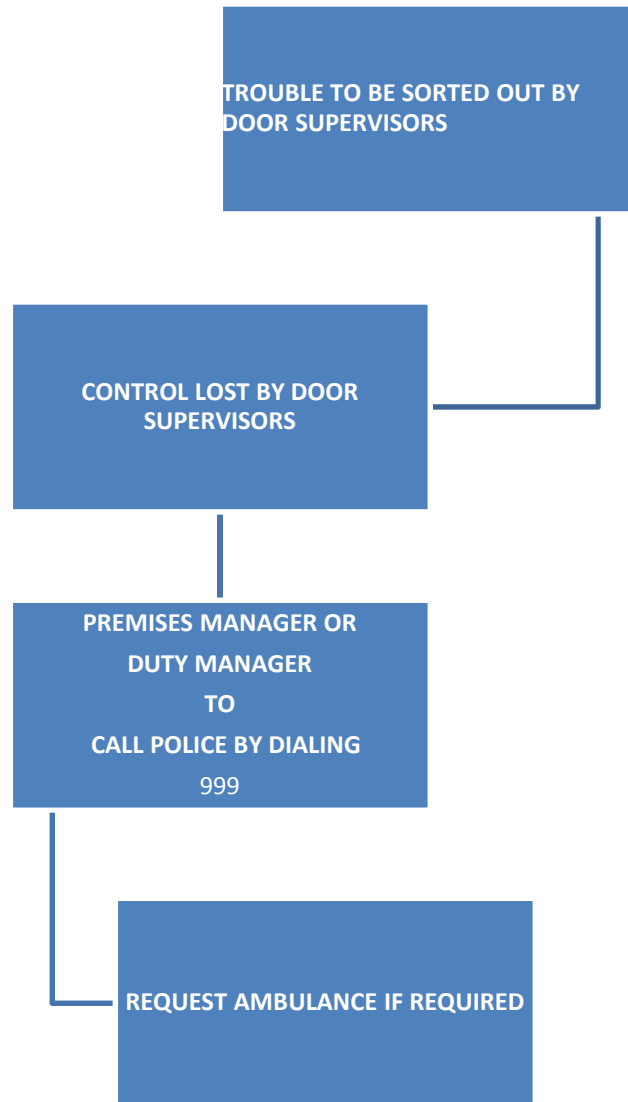 TROUBLE TO BE SORTED OUT BY
DOOR SUPERVISORS
CONTROL LOST BY DOOR
SUPERVISORS
PREMISES MANAGER OR
DUTY MANAGER
TO
CALL POLICE BY DIALING
999
REQUEST AMBULANCE IF REQUIRED